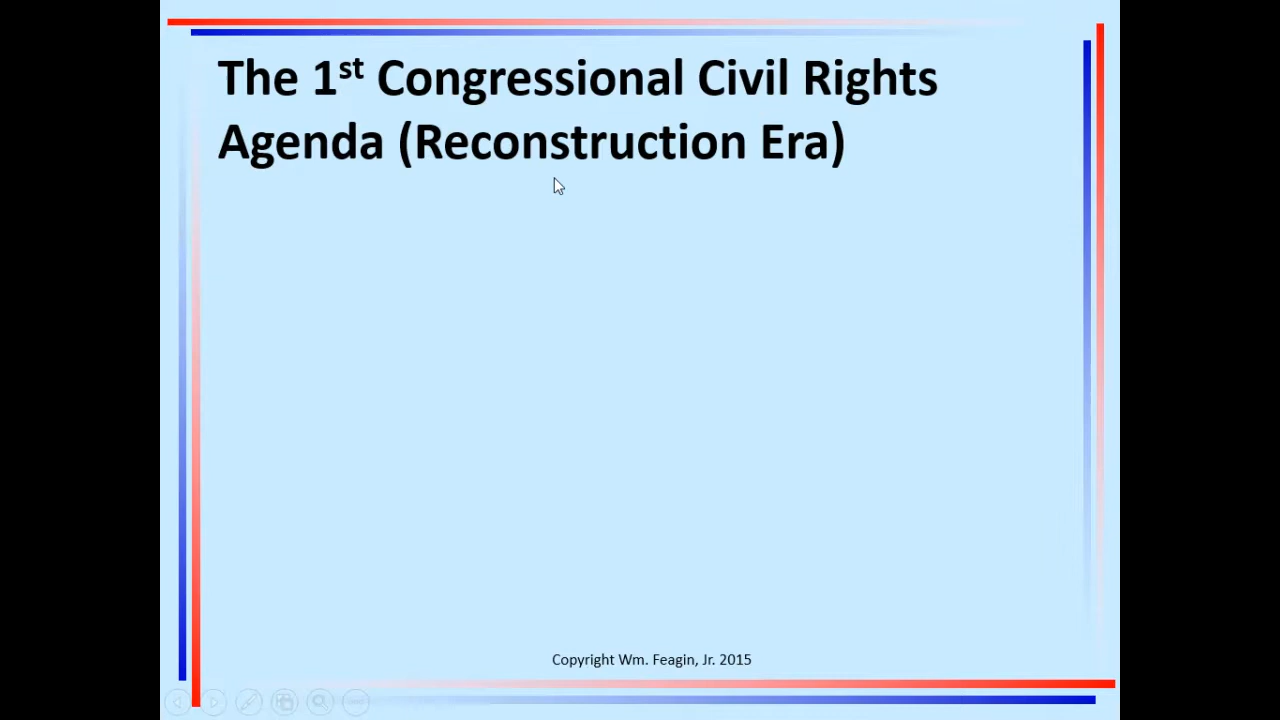 The 1st Congressional Civil Rights
Agenda (Reconstruction Era)
Copyright Wm. Feagin, Jr. 2015